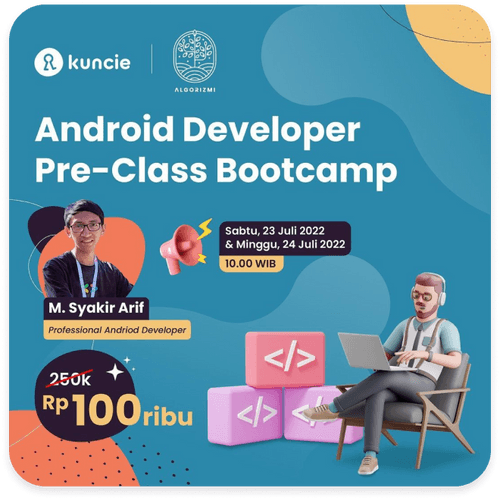 kuncie
ALGORIZMI
Android Developer
Pre-Class Bootcamp
Sabtu, 23 Juli 2022
& Minggu, 24 Juli 2022
10.00 WIB
M. Syakir Arif
Professional Andriod Developer
250k
Rp 100 ribu
</>
</>
</>